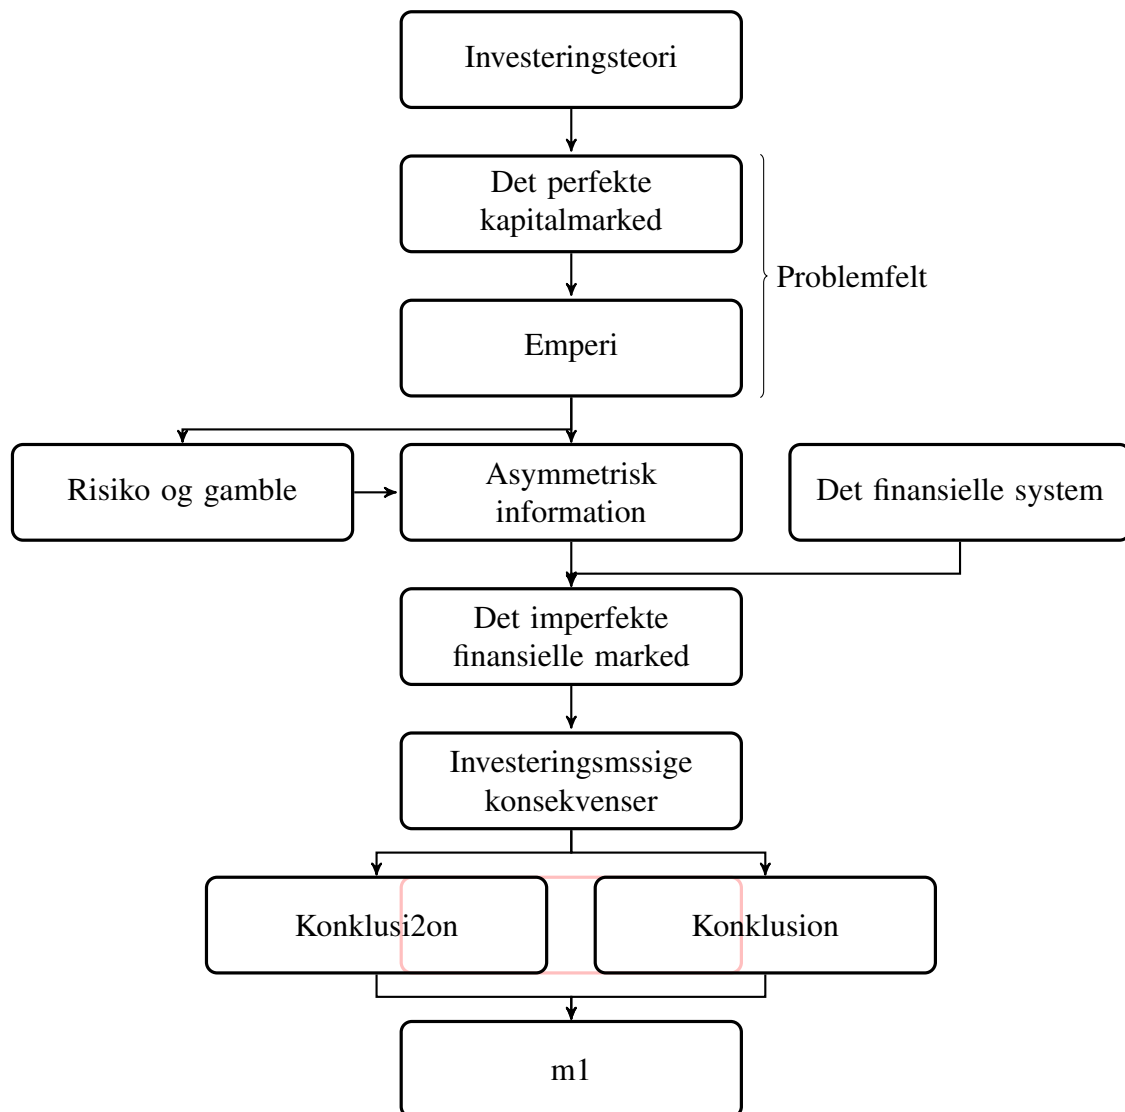 Investeringsteori
Det perfekte
kapitalmarked
Problemfelt
Emperi
Risiko og gamble
Asymmetrisk
information
Det finansielle system
Det imperfekte
finansielle marked
Investeringsmssige
konsekvenser
Konklusi2on
Konklusion
m1